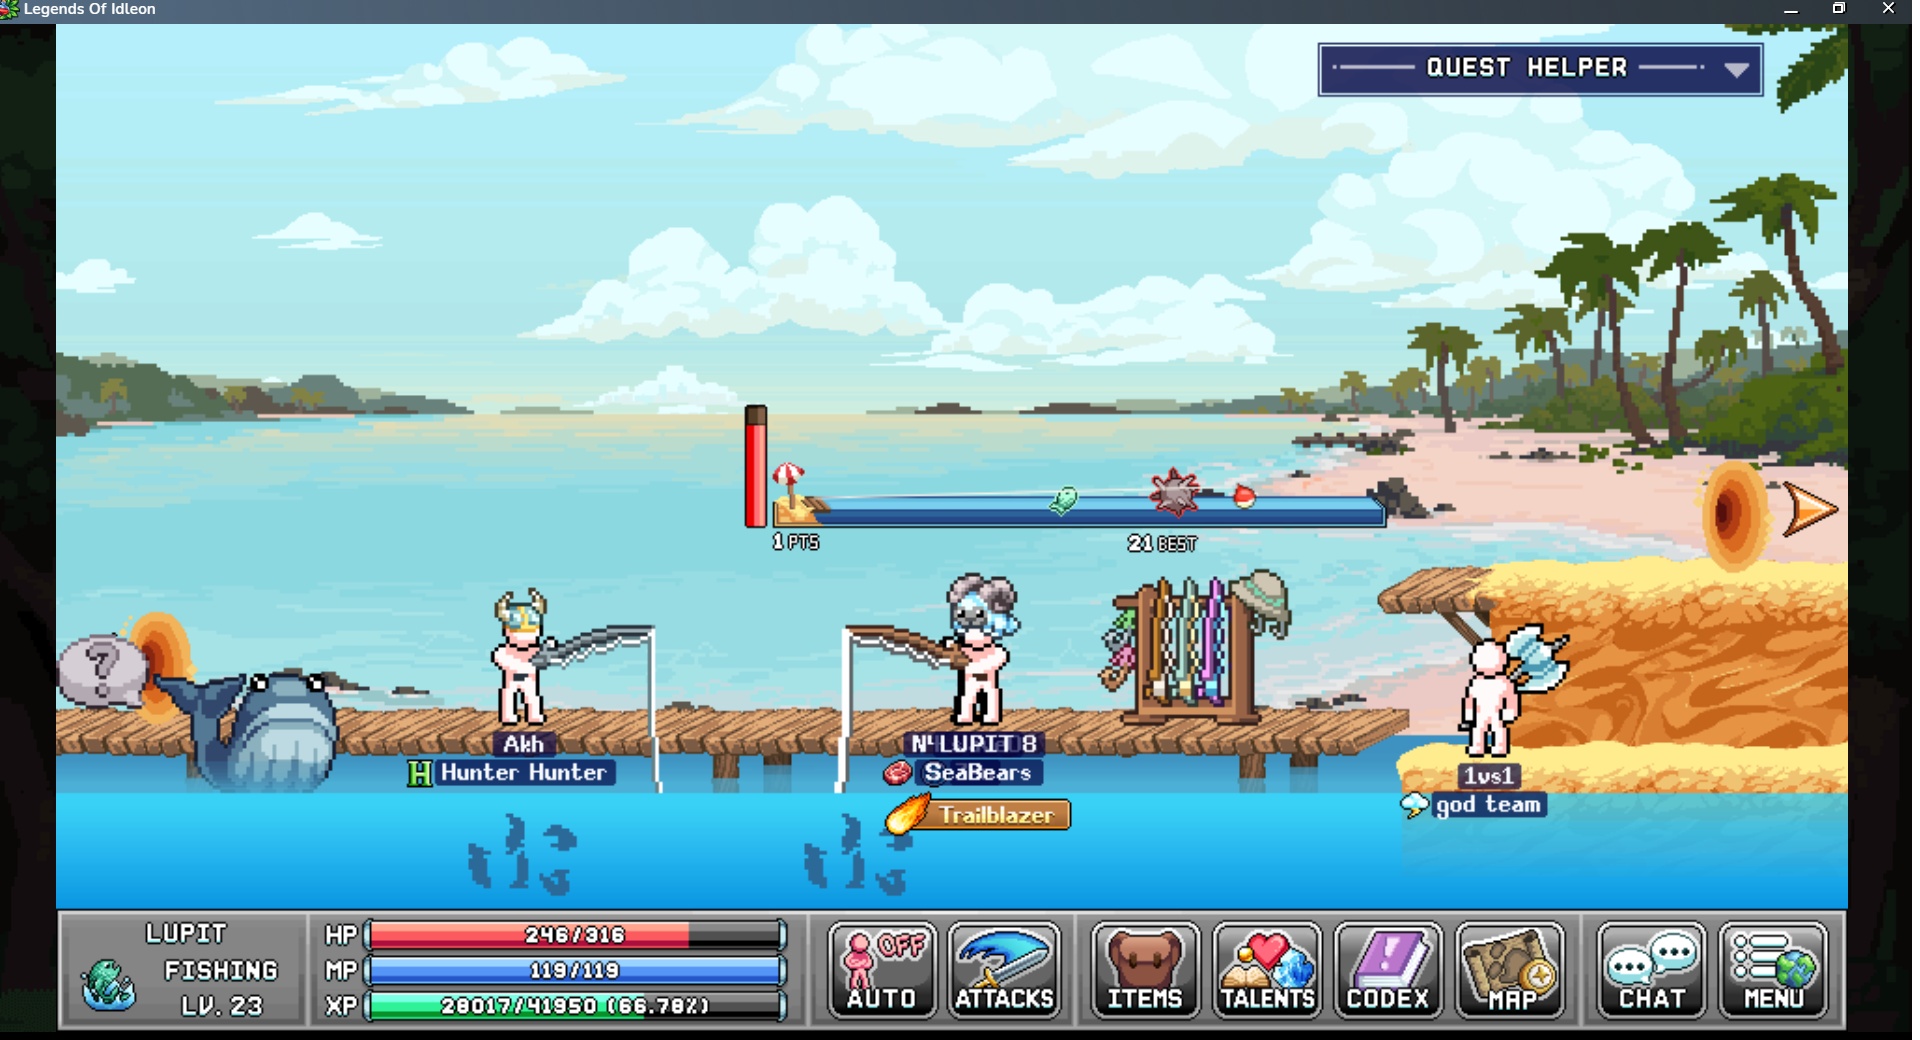 Legends Of Idleon
QUEST HELPER
1 PTS
21 BEST
?
Akh
Hunter Hunter
LUPIT 8
SeaBears
Trailblazer
1vs1
god team
LUPIT
FISHING
LV. 23
HP 246/316
MP 119/119
XP 28017/41950 (66.78%)
OFF
AUTO
ATTACKS
ITEMS
TALENTS
CODEX
MAP
CHAT
MENU